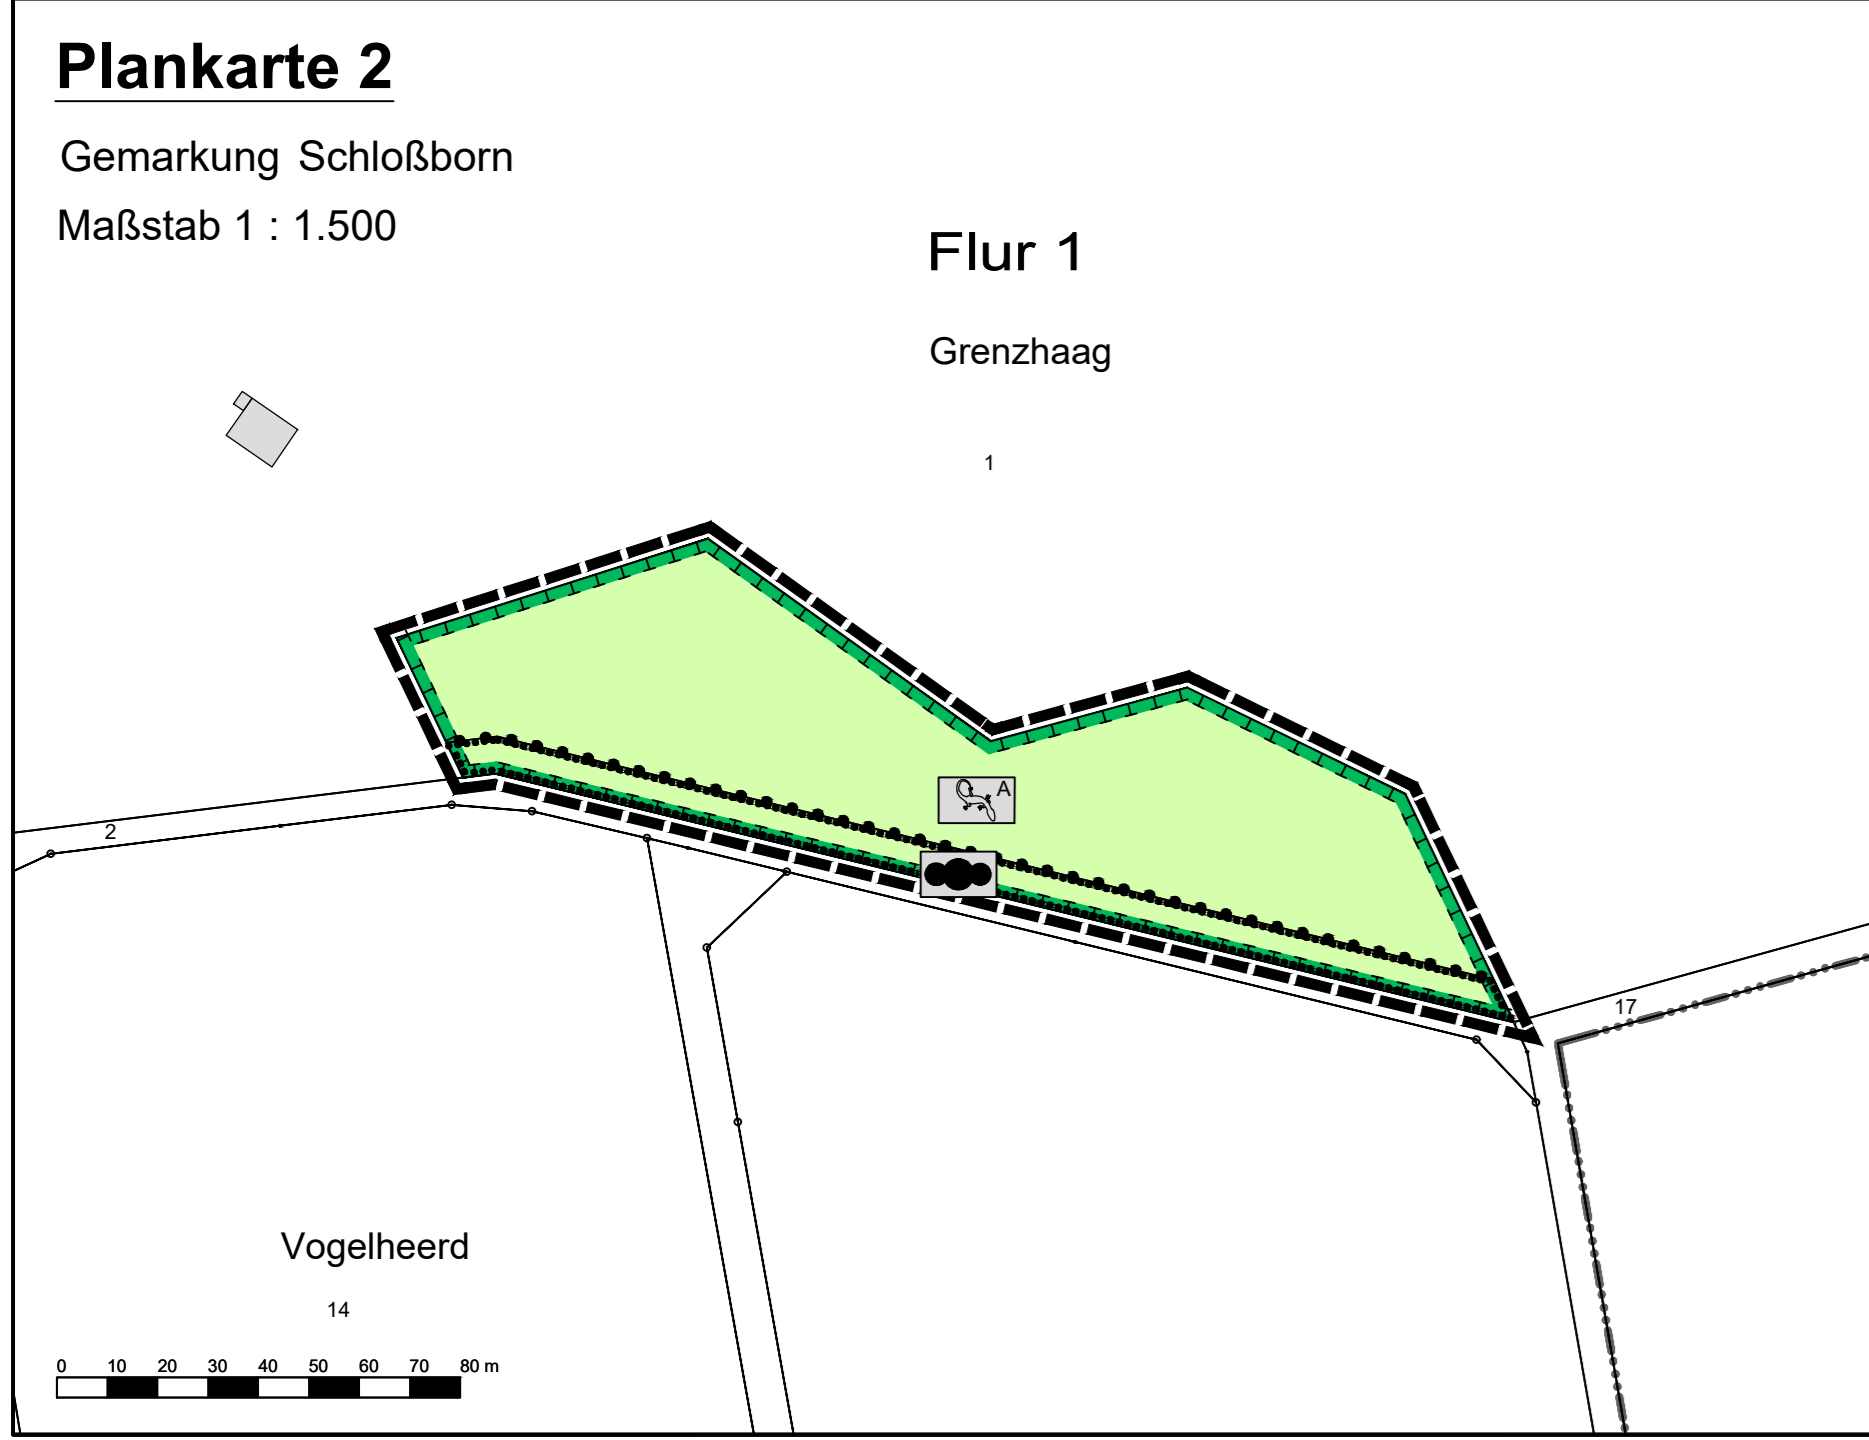 Plankarte 2
Gemarkung Schloßborn
Maßstab 1 : 1.500
Flur 1
Grenzhaag
1
A
2
17
Vogelheerd
14
0 10 20 30 40 50 60 70 80 m